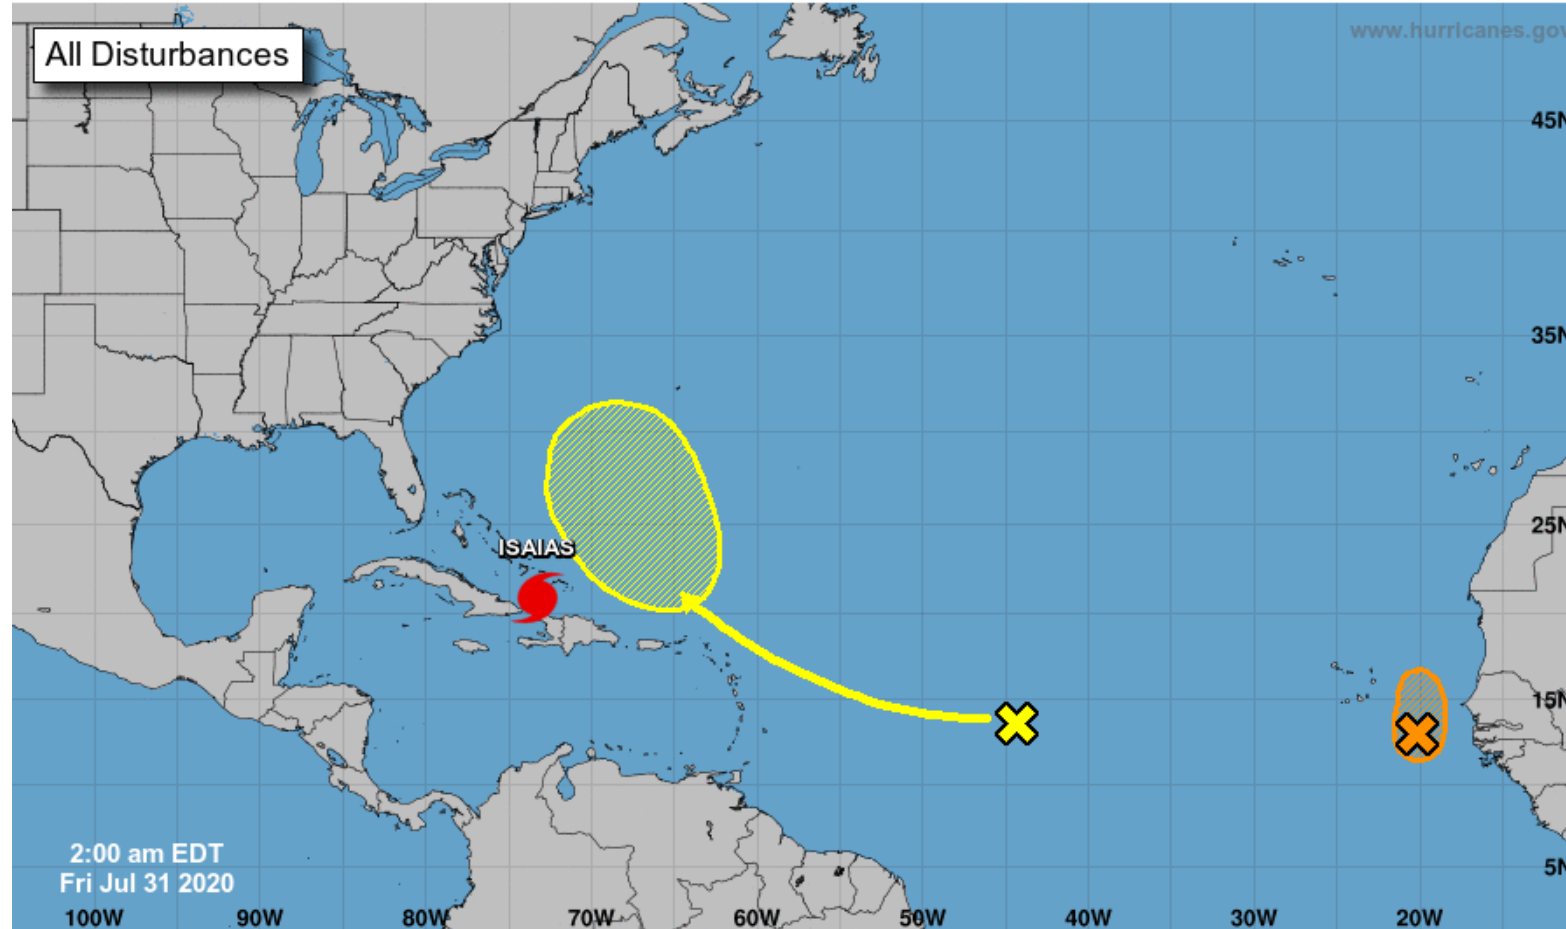 All Disturbances
www.hurricanes.gov
45N
35N
25N
ISAIAS
15N
5N
2:00 am EDT
Fri Jul 31 2020
100W 90W 80W 70W 60W 50W 40W 30W 20W